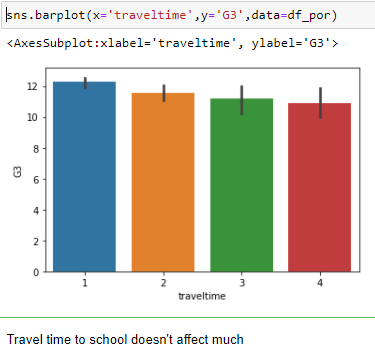 sns.barplot(x='traveltime',y='G3',data=df_por)
<AxesSubplot:xlabel='traveltime', ylabel='G3'>
12
10
8
6
4
2
0
G3
1 2 3 4
traveltime
Travel time to school doesn't affect much